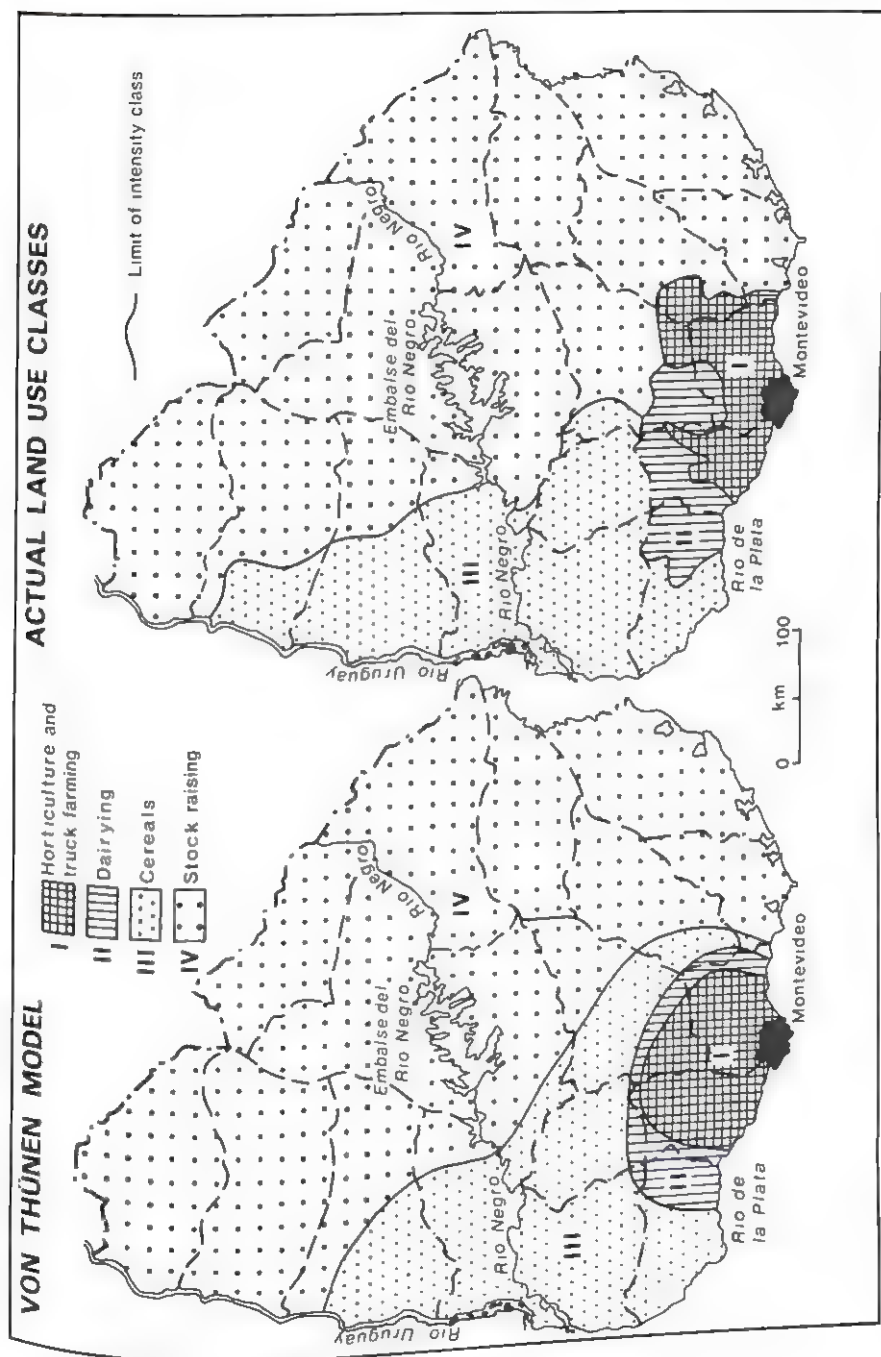 VON THÜNEN MODEL
I Horticulture and
truck farming
II Dairying
III Cereals
IV Stock raising
ACTUAL LAND USE CLASSES
Limit of intensity class
Rio Uruguay
Rio Negro
Embalse del
Rio Negro
Rio
Negro
IV
III
II
I
Rio de
la Plata
Montevideo
0 km 100
Rio Uruguay
Rio Negro
Embalse del
Rio Negro
Rio Negro
IV
III
II
I
Rio de
la Plata
Montevideo